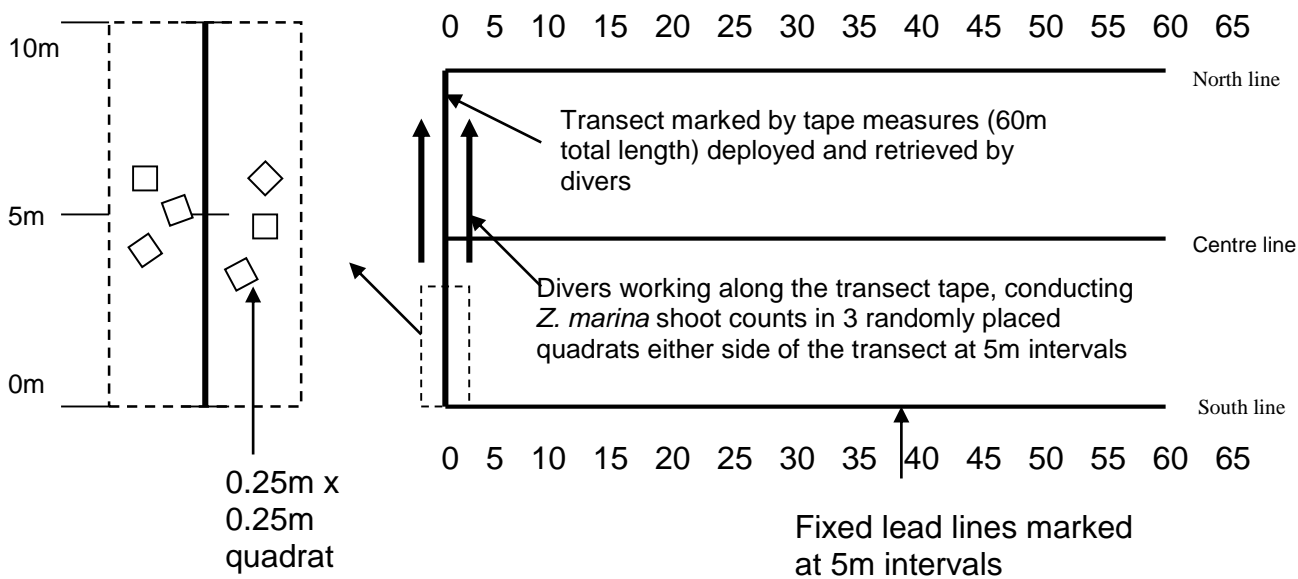 0 5 10 15 20 25 30 35 40 45 50 55 60 65
10m
North line
Transect marked by tape measures (60m
total length) deployed and retrieved by
divers
5m
Centre line
Divers working along the transect tape, conducting
Z. marina shoot counts in 3 randomly placed
quadrats either side of the transect at 5m intervals
0m
South line
0 5 10 15 20 25 30 35 40 45 50 55 60 65
0.25m x
0.25m
quadrat
Fixed lead lines marked
at 5m intervals